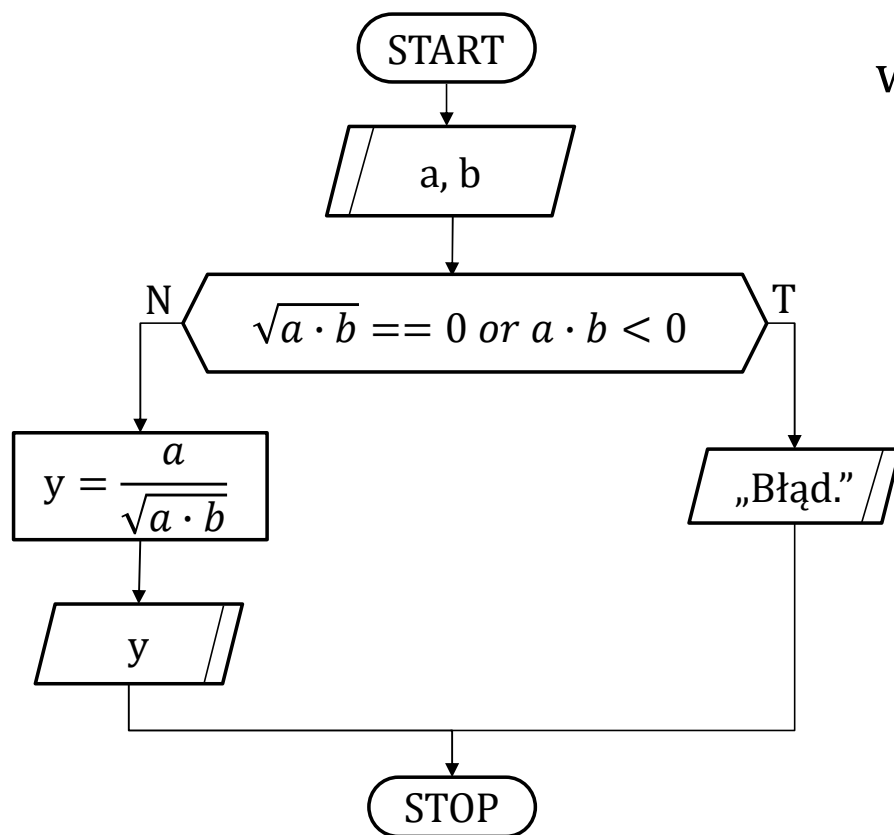 START
a, b
N
T
√(a · b) == 0 or a · b < 0
y = a / √(a · b)
„Błąd.”
y
STOP